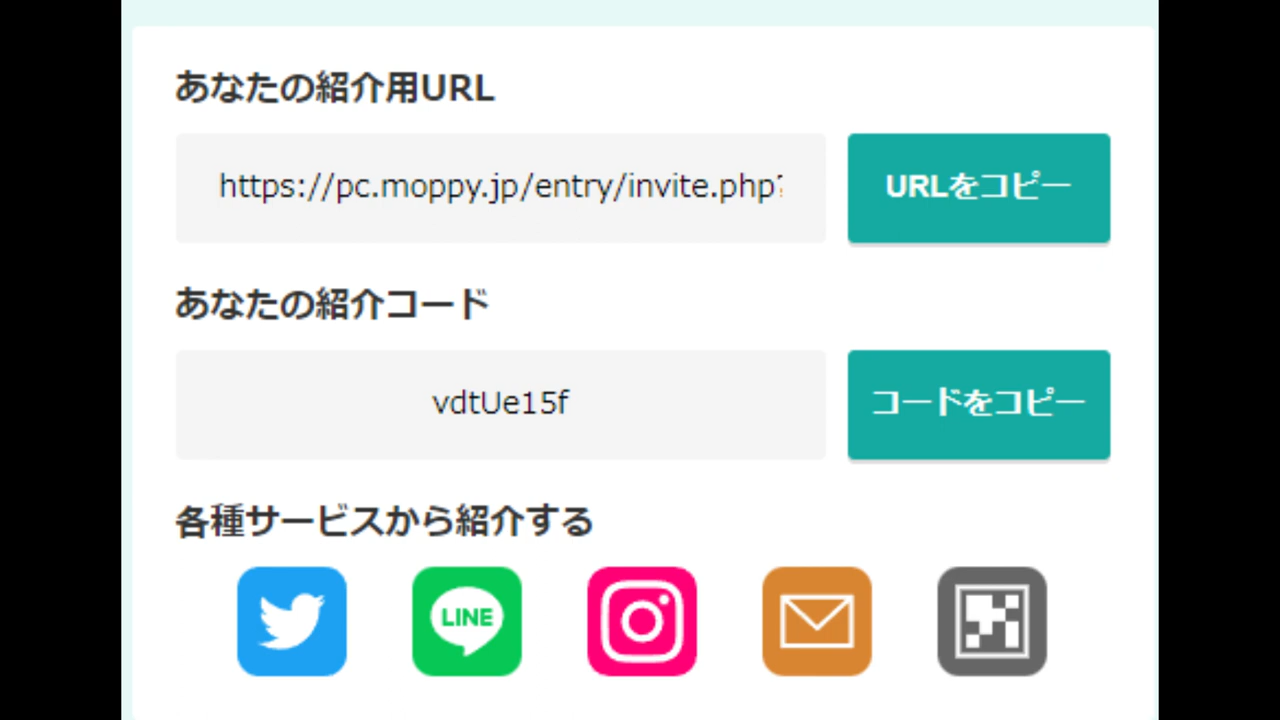 あなたの紹介用URL
https://pc.moppy.jp/entry/invite.php?
URLをコピー
あなたの紹介コード
vdtUe15f
コードをコピー
各種サービスから紹介する
LINE